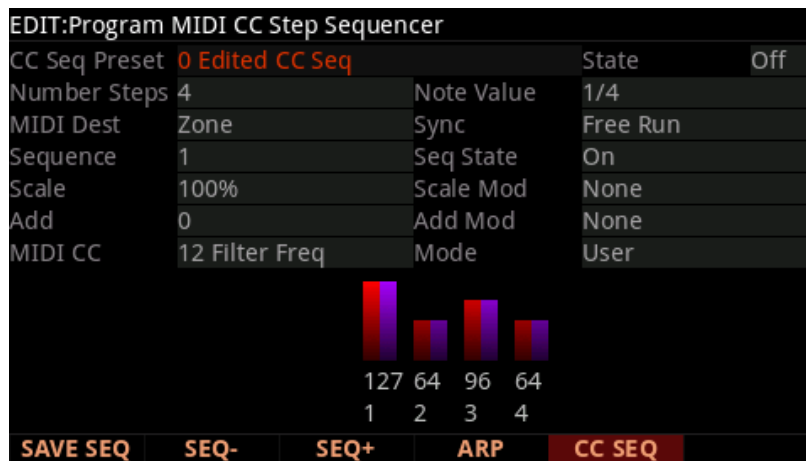 EDIT:Program MIDI CC Step Sequencer
CC Seq Preset 0 Edited CC Seq State Off
Number Steps 4 Note Value 1/4
MIDI Dest Zone Sync Free Run
Sequence 1 Seq State On
Scale 100% Scale Mod None
Add 0 Add Mod None
MIDI CC 12 Filter Freq Mode User
127 64 96 64
1 2 3 4
SAVE SEQ SEQ- SEQ+ ARP CC SEQ